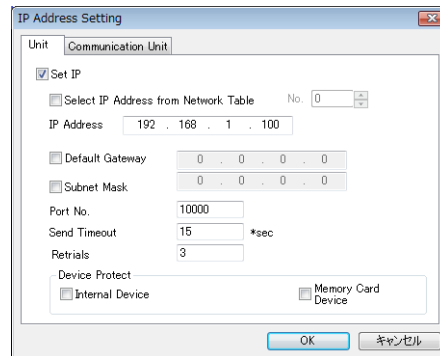 IP Address Setting
Unit
Communication Unit
Set IP
Select IP Address from Network Table No. 0
IP Address 192 . 168 . 1 . 100
Default Gateway 0 . 0 . 0 . 0
Subnet Mask 0 . 0 . 0 . 0
Port No. 10000
Send Timeout 15 *sec
Retrials 3
Device Protect
Internal Device
Memory Card
Device
OK
キャンセル